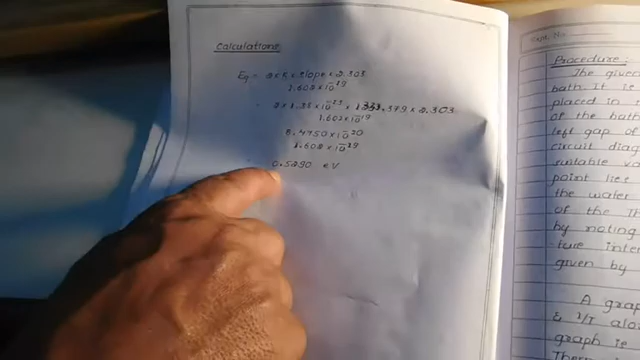 Calculations
Eg = 2 × K × slope × 2.303
1.602 × 10⁻¹⁹
2 × 1.38 × 10⁻²³ × .379 × 2.303
1.602 × 10⁻¹⁹
8.4750 × 10⁻²⁰
1.602 × 10⁻¹⁹
0.5290 eV
Expt. No.
Procedure :
The given
bath. It is
placed in
of the bath
left gap of
circuit diag
suitable va
point
the water
of the Th
by noting
ture inte
given by
A grap
& 1/T alo
graph is